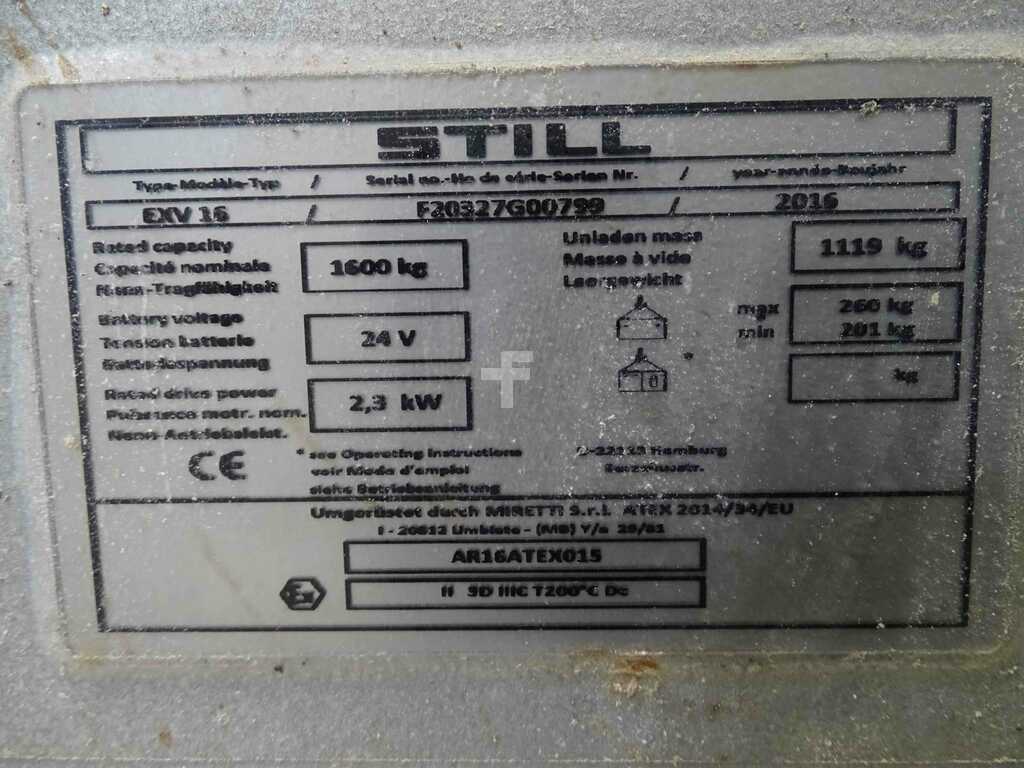 STILL
Type-Modèle-Typ / Serial no.-No de série-Serien Nr. / year-année-Baujahr
EXV 16 / F20327G00799 / 2016
Rated capacity
Capacité nominale
Nenn-Tragfähigkeit
1600 kg
Battery voltage
Tension batterie
Batteriespannung
24 V
Rated drive power
Puissance motr. nom.
Nenn-Antriebsleist.
2,3 kW
Unladen mass
Masse à vide
Leergewicht
1119 kg
max 260 kg
min 201 kg
*
kg
CE
* see Operating instructions
voir Mode d'emploi
siehe Betriebsanleitung
D-22113 Hamburg
Umgerüstet durch MIRETTI S.r.l. ATEX 2014/34/EU
I - 20812 Limbiate - (MB) 29/81
AR16ATEX015
Ex
II 3D IIIC T200°C Dc